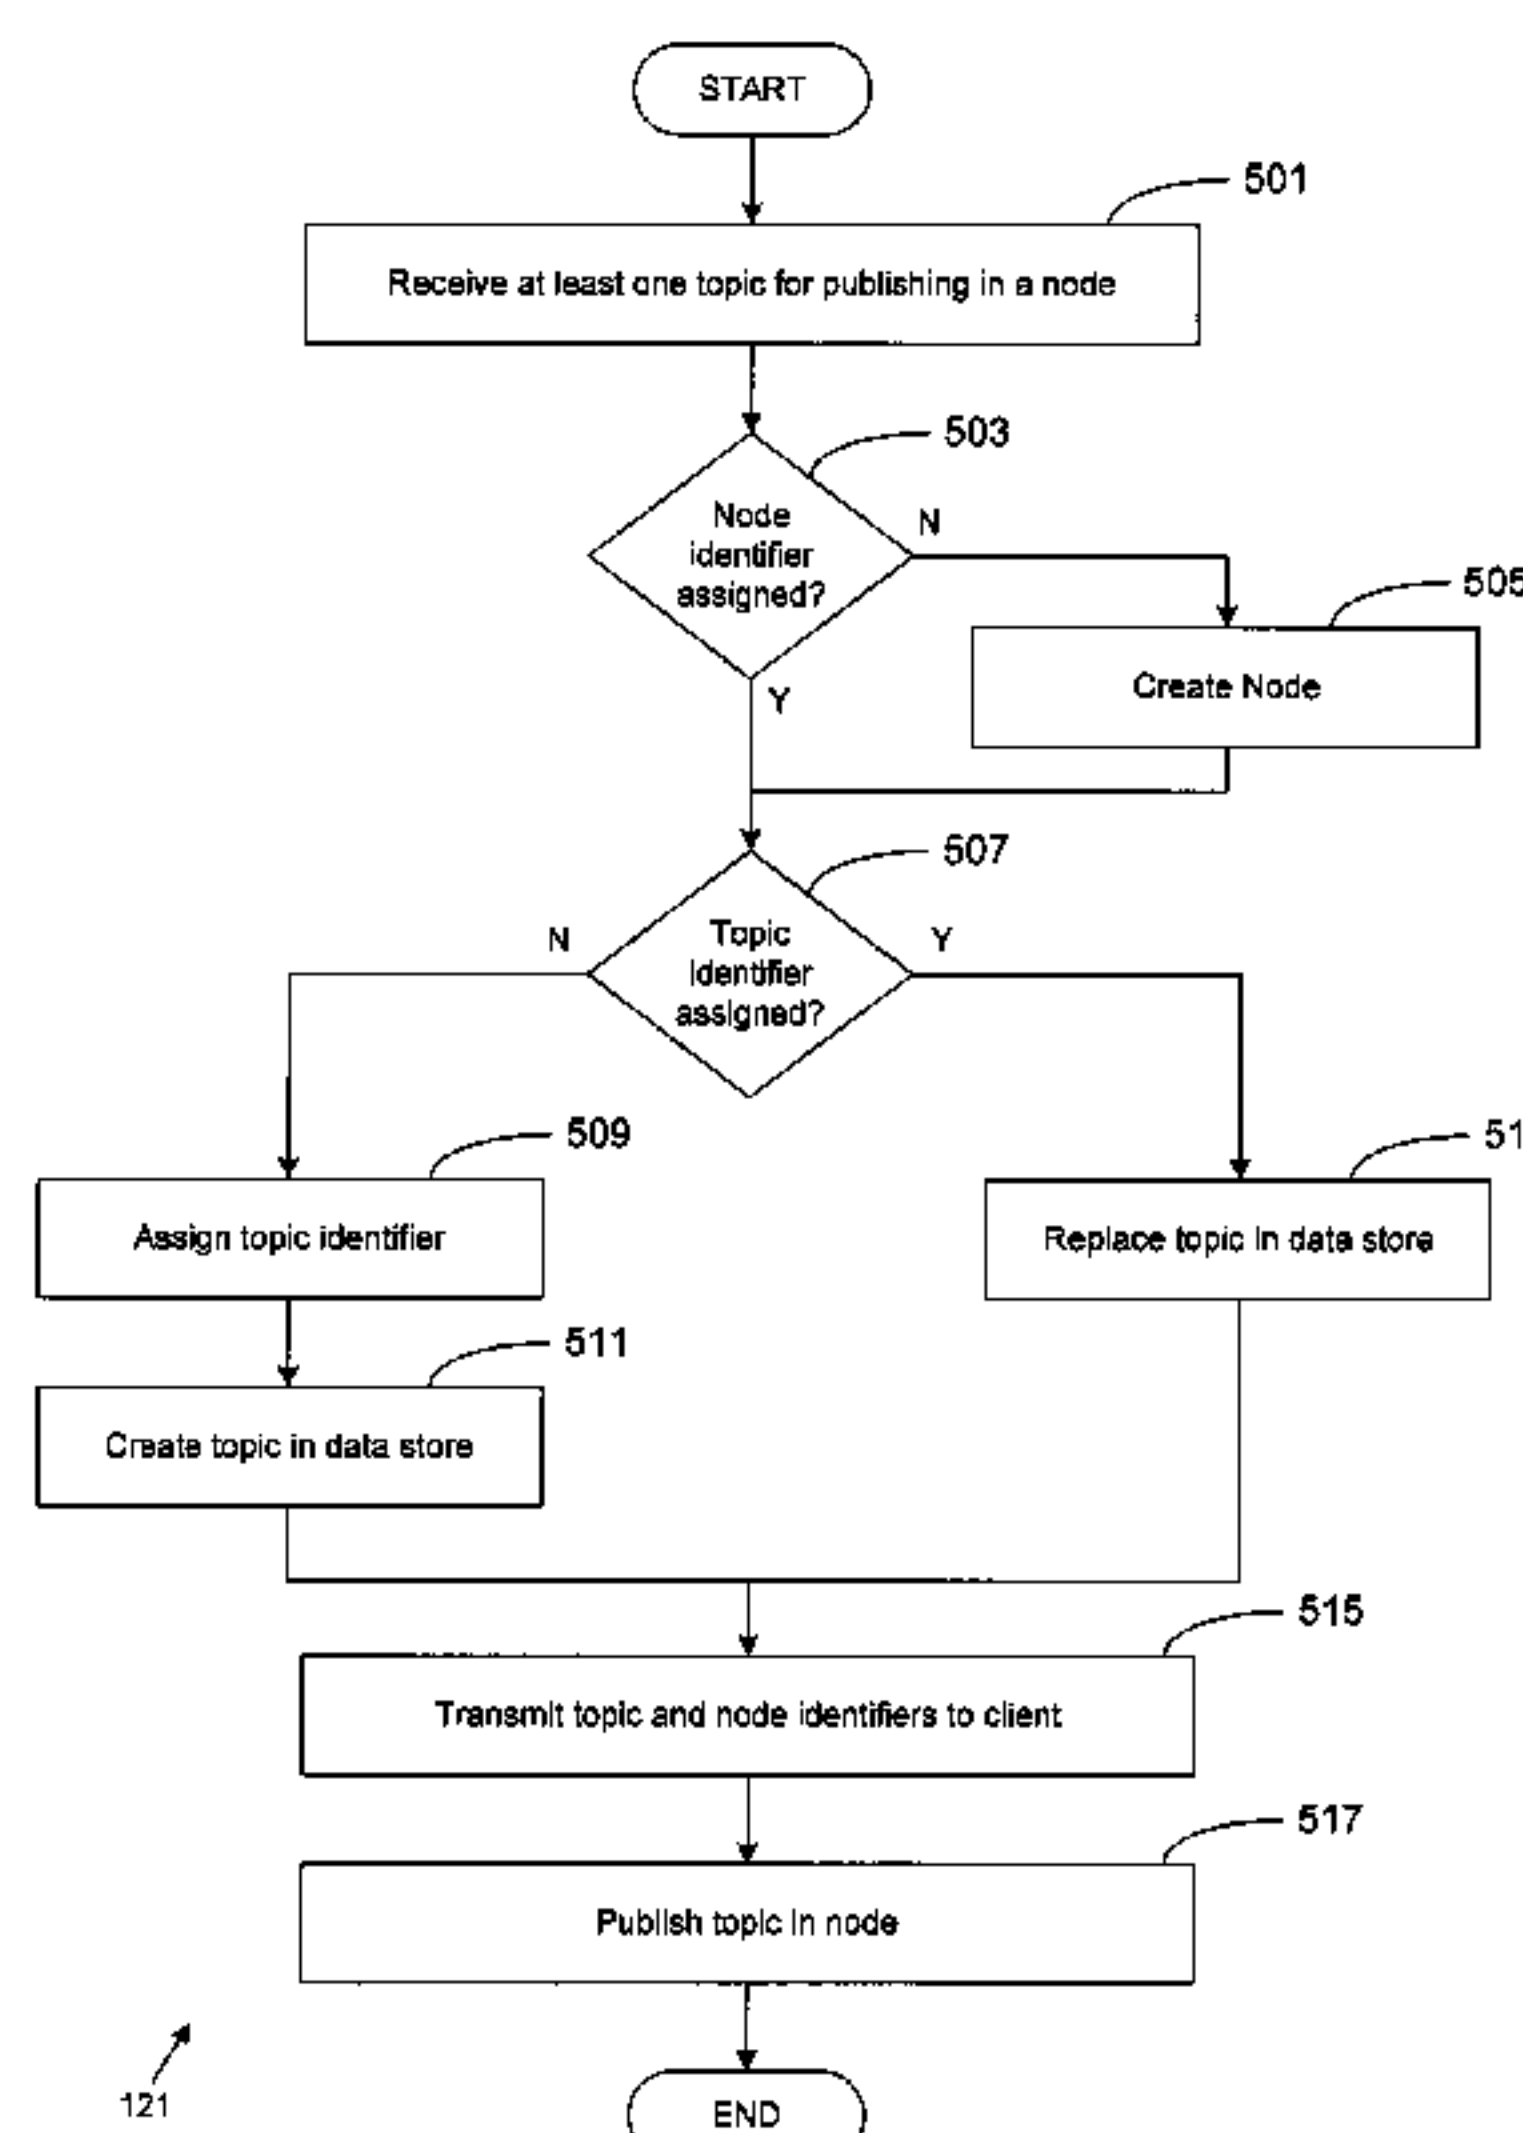 START
501
Receive at least one topic for publishing in a node
503
Node
identifier
assigned?
N
505
Create Node
Y
507
N
Topic
identifier
assigned?
Y
509
51
Assign topic identifier
Replace topic in data store
511
Create topic in data store
515
Transmit topic and node identifiers to client
517
Publish topic in node
121
END